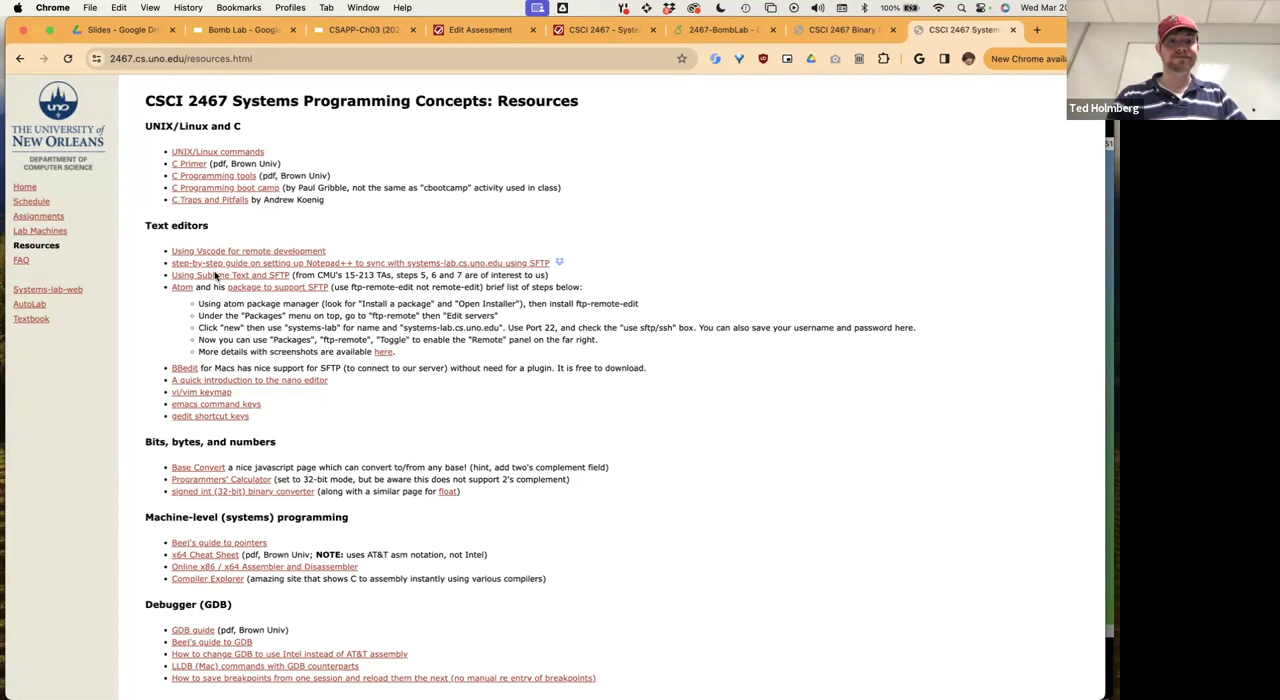 Chrome File Edit View History Bookmarks Profiles Tab Window Help 100% Wed Mar 20
Slides - Google Dr Bomb Lab - Google CSAPP-Ch03 (202 Edit Assessment CSCI 2467 - Syste 2467-BombLab - CSCI 2467 Binary CSCI 2467 System
2467.cs.uno.edu/resources.html New Chrome avail
Ted Holmberg
uno
THE UNIVERSITY of
NEW ORLEANS
DEPARTMENT OF
COMPUTER SCIENCE
Home
Schedule
Assignments
Lab Machines
Resources
FAQ
Systems-lab-web
AutoLab
Textbook
CSCI 2467 Systems Programming Concepts: Resources
UNIX/Linux and C
• UNIX/Linux commands
• C Primer (pdf, Brown Univ)
• C Programming tools (pdf, Brown Univ)
• C Programming boot camp (by Paul Gribble, not the same as "cbootcamp" activity used in class)
• C Traps and Pitfalls by Andrew Koenig
Text editors
• Using Vscode for remote development
• step-by-step guide on setting up Notepad++ to sync with systems-lab.cs.uno.edu using SFTP
• Using Sublime Text and SFTP (from CMU's 15-213 TAs, steps 5, 6 and 7 are of interest to us)
• Atom and his package to support SFTP (use ftp-remote-edit not remote-edit) brief list of steps below:
◦ Using atom package manager (look for "Install a package" and "Open Installer"), then install ftp-remote-edit
◦ Under the "Packages" menu on top, go to "ftp-remote" then "Edit servers"
◦ Click "new" then use "systems-lab" for name and "systems-lab.cs.uno.edu". Use Port 22, and check the "use sftp/ssh" box. You can also save your username and password here.
◦ Now you can use "Packages", "ftp-remote", "Toggle" to enable the "Remote" panel on the far right.
◦ More details with screenshots are available here.
• BBedit for Macs has nice support for SFTP (to connect to our server) without need for a plugin. It is free to download.
• A quick introduction to the nano editor
• vi/vim keymap
• emacs command keys
• gedit shortcut keys
Bits, bytes, and numbers
• Base Convert a nice javascript page which can convert to/from any base! (hint, add two's complement field)
• Programmers' Calculator (set to 32-bit mode, but be aware this does not support 2's complement)
• signed int (32-bit) binary converter (along with a similar page for float)
Machine-level (systems) programming
• Beej's guide to pointers
• x64 Cheat Sheet (pdf, Brown Univ; NOTE: uses AT&T asm notation, not Intel)
• Online x86 / x64 Assembler and Disassembler
• Compiler Explorer (amazing site that shows C to assembly instantly using various compilers)
Debugger (GDB)
• GDB guide (pdf, Brown Univ)
• Beej's guide to GDB
• How to change GDB to use Intel instead of AT&T assembly
• LLDB (Mac) commands with GDB counterparts
• How to save breakpoints from one session and reload them the next (no manual re entry of breakpoints)